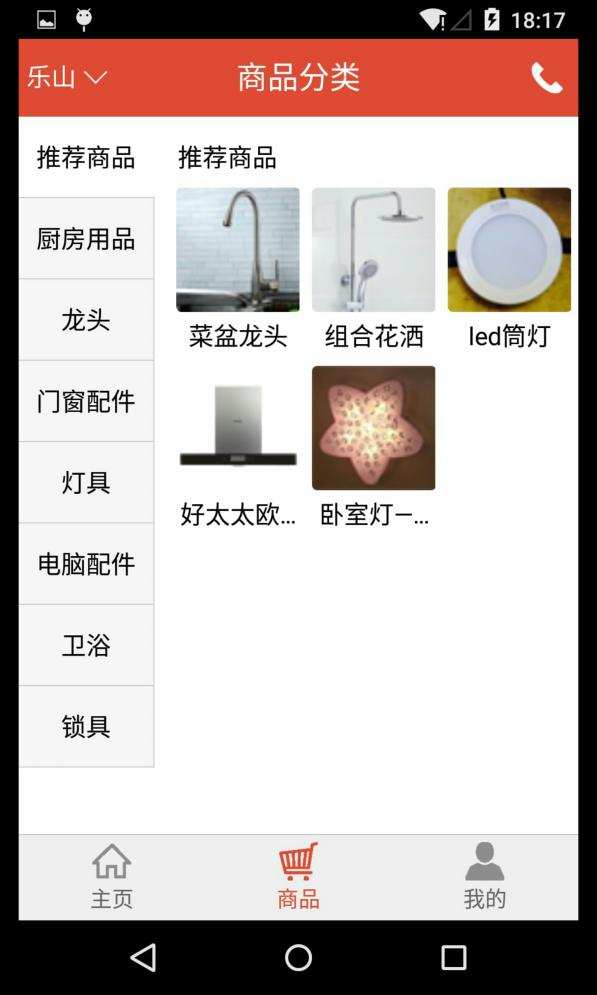 18:17
乐山
商品分类
推荐商品
厨房用品
龙头
门窗配件
灯具
电脑配件
卫浴
锁具
推荐商品
菜盆龙头
组合花洒
led筒灯
好太太欧...
卧室灯—...
主页
商品
我的